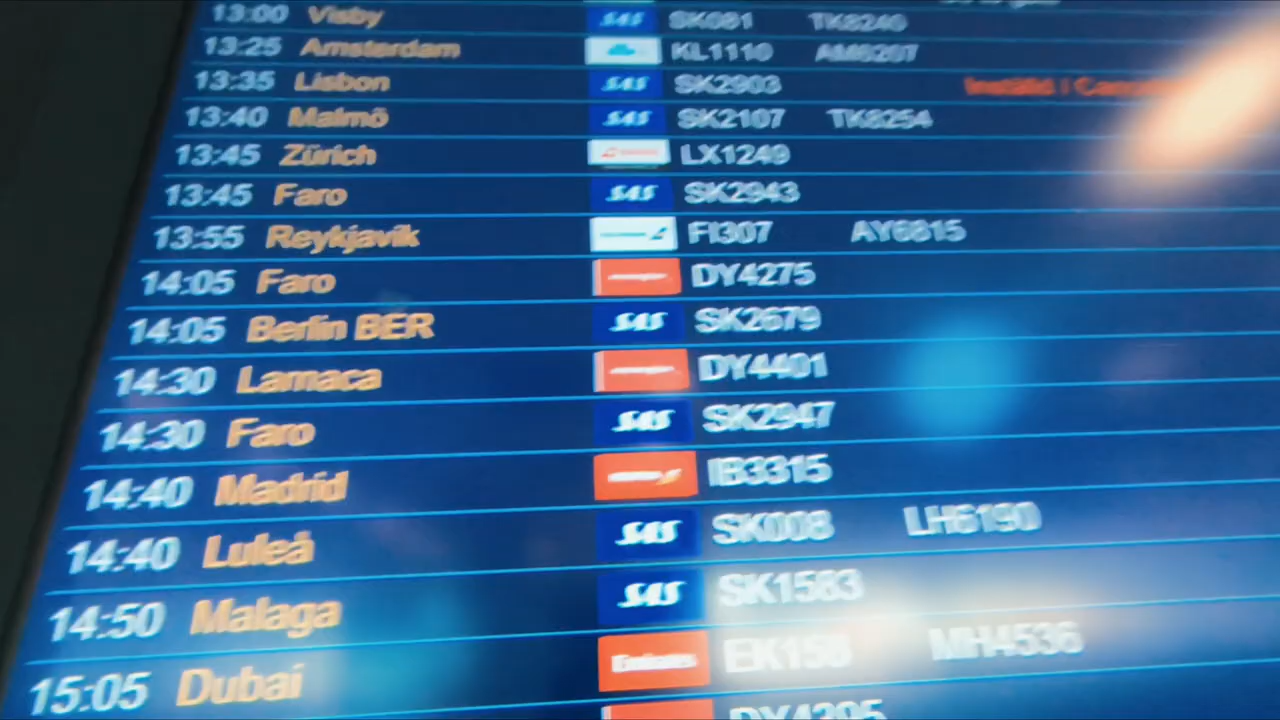 13:00 Visby SAS SK081 TK8240
13:25 Amsterdam KL1110 AM6207
13:35 Lisbon SAS SK2903 Inställd /
13:40 Malmö SAS SK2107 TK8254
13:45 Zürich LX1249
13:45 Faro SAS SK2943
13:55 Reykjavik FI307 AY6815
14:05 Faro DY4275
14:05 Berlin BER SAS SK2679
14:30 Larnaca DY4401
14:30 Faro SAS SK2947
14:40 Madrid IB3315
14:40 Luleå SAS SK008 LH6190
14:50 Malaga SAS SK1583
15:05 Dubai Emirates EK158 MH4536
DY4395